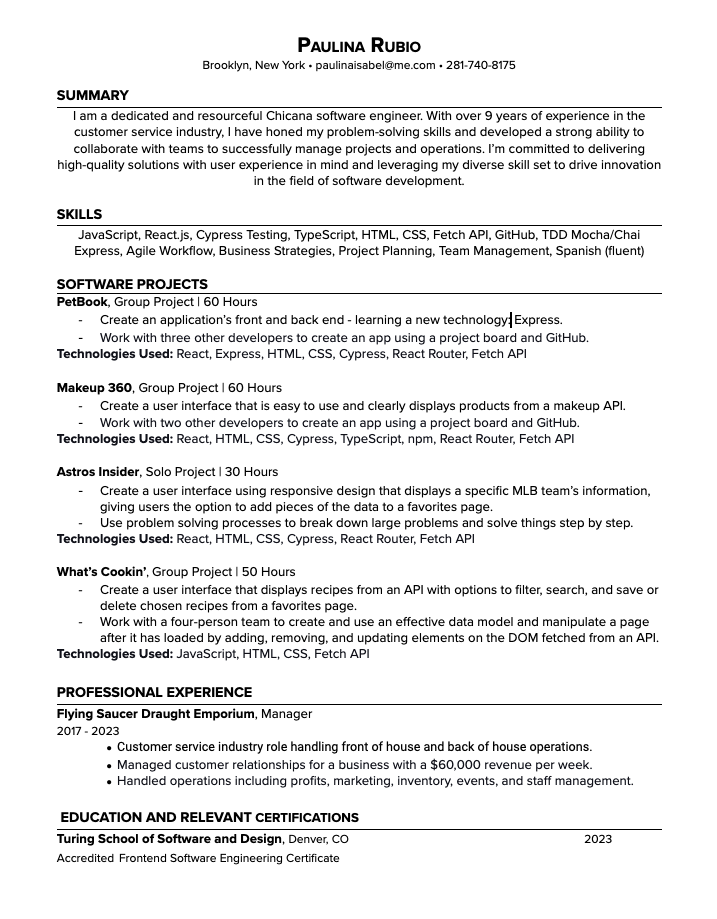 PAULINA RUBIO
Brooklyn, New York • paulinaisabel@me.com • 281-740-8175
SUMMARY
I am a dedicated and resourceful Chicana software engineer. With over 9 years of experience in the
customer service industry, I have honed my problem-solving skills and developed a strong ability to
collaborate with teams to successfully manage projects and operations. I'm committed to delivering
high-quality solutions with user experience in mind and leveraging my diverse skill set to drive innovation
in the field of software development.
SKILLS
JavaScript, React.js, Cypress Testing, TypeScript, HTML, CSS, Fetch API, GitHub, TDD Mocha/Chai
Express, Agile Workflow, Business Strategies, Project Planning, Team Management, Spanish (fluent)
SOFTWARE PROJECTS
PetBook, Group Project | 60 Hours
- Create an application's front and back end - learning a new technology: Express.
- Work with three other developers to create an app using a project board and GitHub.
Technologies Used: React, Express, HTML, CSS, Cypress, React Router, Fetch API
Makeup 360, Group Project | 60 Hours
- Create a user interface that is easy to use and clearly displays products from a makeup API.
- Work with two other developers to create an app using a project board and GitHub.
Technologies Used: React, HTML, CSS, Cypress, TypeScript, npm, React Router, Fetch API
Astros Insider, Solo Project | 30 Hours
- Create a user interface using responsive design that displays a specific MLB team's information,
giving users the option to add pieces of the data to a favorites page.
- Use problem solving processes to break down large problems and solve things step by step.
Technologies Used: React, HTML, CSS, Cypress, React Router, Fetch API
What's Cookin', Group Project | 50 Hours
- Create a user interface that displays recipes from an API with options to filter, search, and save or
delete chosen recipes from a favorites page.
- Work with a four-person team to create and use an effective data model and manipulate a page
after it has loaded by adding, removing, and updating elements on the DOM fetched from an API.
Technologies Used: JavaScript, HTML, CSS, Fetch API
PROFESSIONAL EXPERIENCE
Flying Saucer Draught Emporium, Manager
2017 - 2023
• Customer service industry role handling front of house and back of house operations.
• Managed customer relationships for a business with a $60,000 revenue per week.
• Handled operations including profits, marketing, inventory, events, and staff management.
EDUCATION AND RELEVANT CERTIFICATIONS
Turing School of Software and Design, Denver, CO 2023
Accredited Frontend Software Engineering Certificate